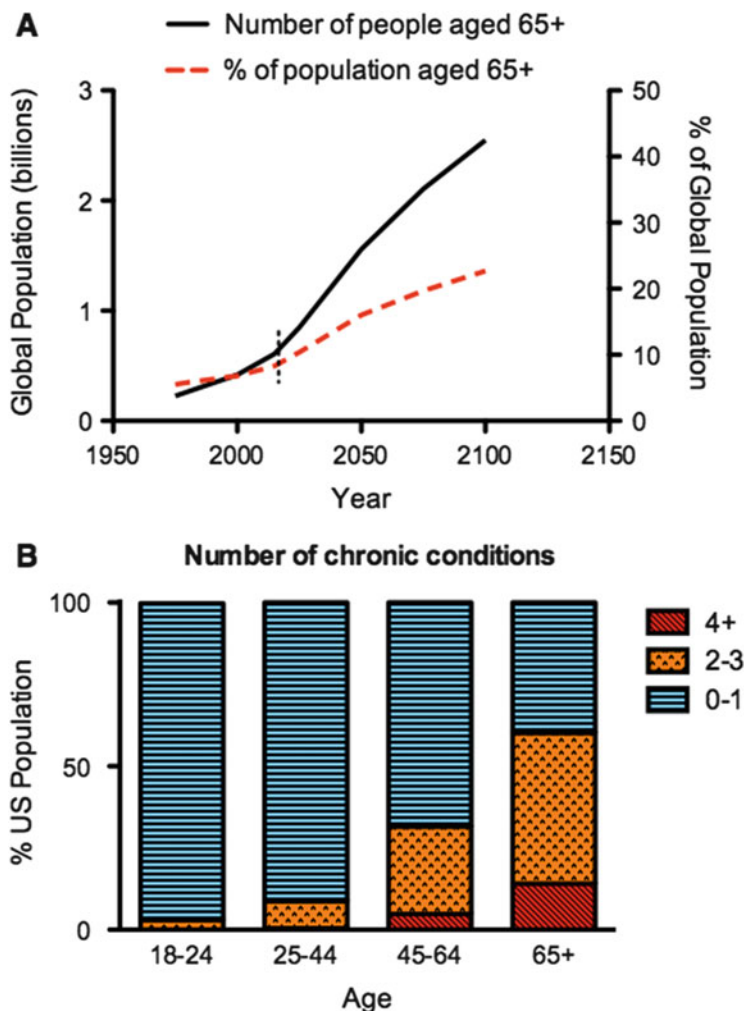 A
Number of people aged 65+
% of population aged 65+
Global Population (billions)
3
2
1
0
50
40
30
20
10
0
% of Global Population
1950
2000
2050
2100
2150
Year
B
Number of chronic conditions
% US Population
100
50
0
4+
2-3
0-1
18-24
25-44
45-64
65+
Age